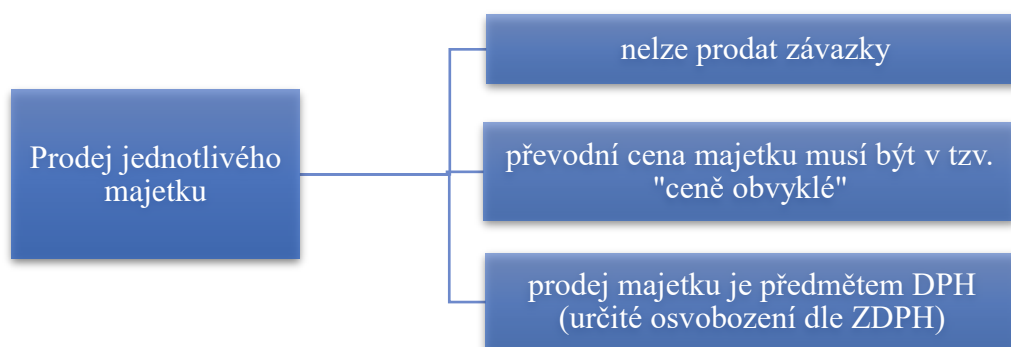 Prodej jednotlivého
majetku
nelze prodat závazky
převodní cena majetku musí být v tzv.
"ceně obvyklé"
prodej majetku je předmětem DPH
(určité osvobození dle ZDPH)